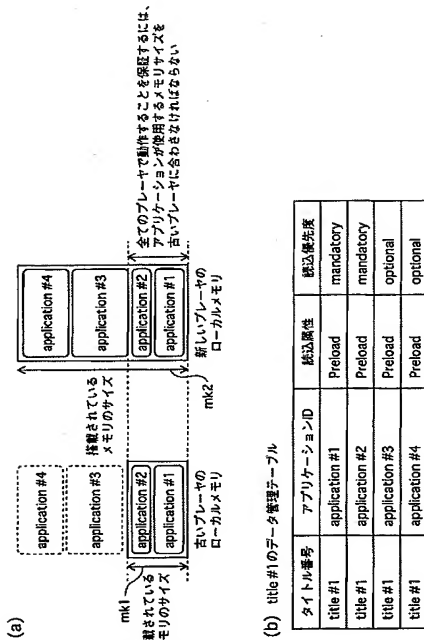 (a)
application #4
application #3
application #2
application #1
mk1
載されている
モリのサイズ
古いプレーヤの
ローカルメモリ
搭載されている
メモリのサイズ
application #4
application #3
application #2
application #1
mk2
新しいプレーヤの
ローカルメモリ
全てのプレーヤで動作することを保証するには、
アプリケーションが使用するメモリサイズを
古いプレーヤに合わさなければならない
(b) title #1のデータ管理テーブル
タイトル番号 アプリケーションID 読込属性 読込優先度
title #1 application #1 Preload mandatory
title #1 application #2 Preload mandatory
title #1 application #3 Preload optional
title #1 application #4 Preload optional